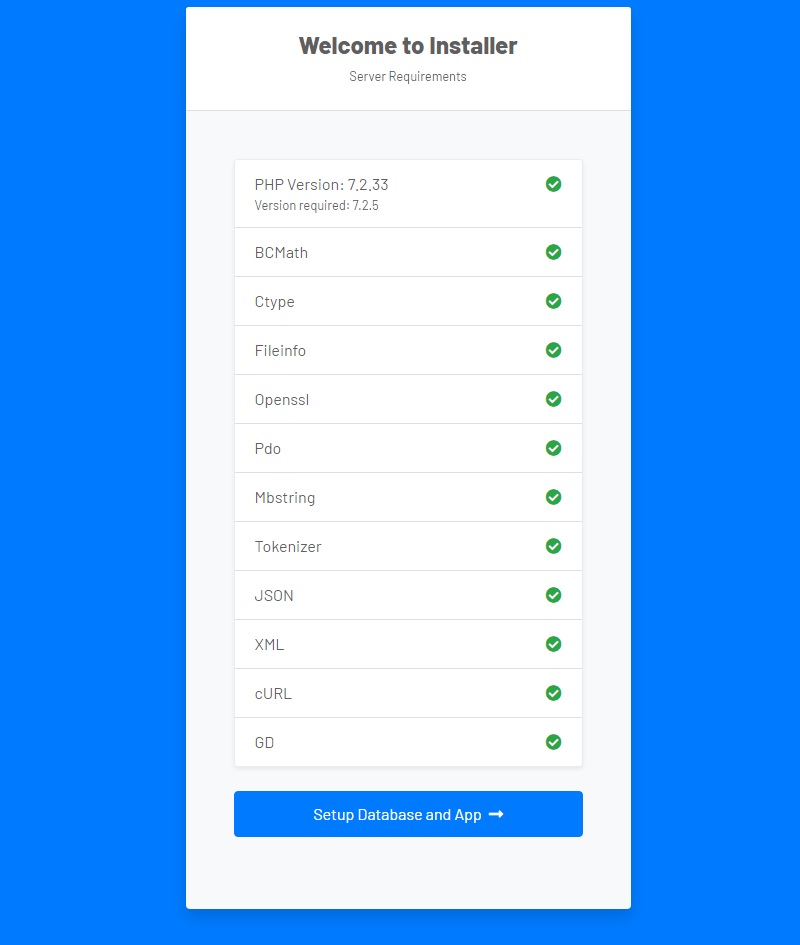 Welcome to Installer
Server Requirements
PHP Version: 7.2.33
Version required: 7.2.5
BCMath
Ctype
Fileinfo
Openssl
Pdo
Mbstring
Tokenizer
JSON
XML
cURL
GD
Setup Database and App →